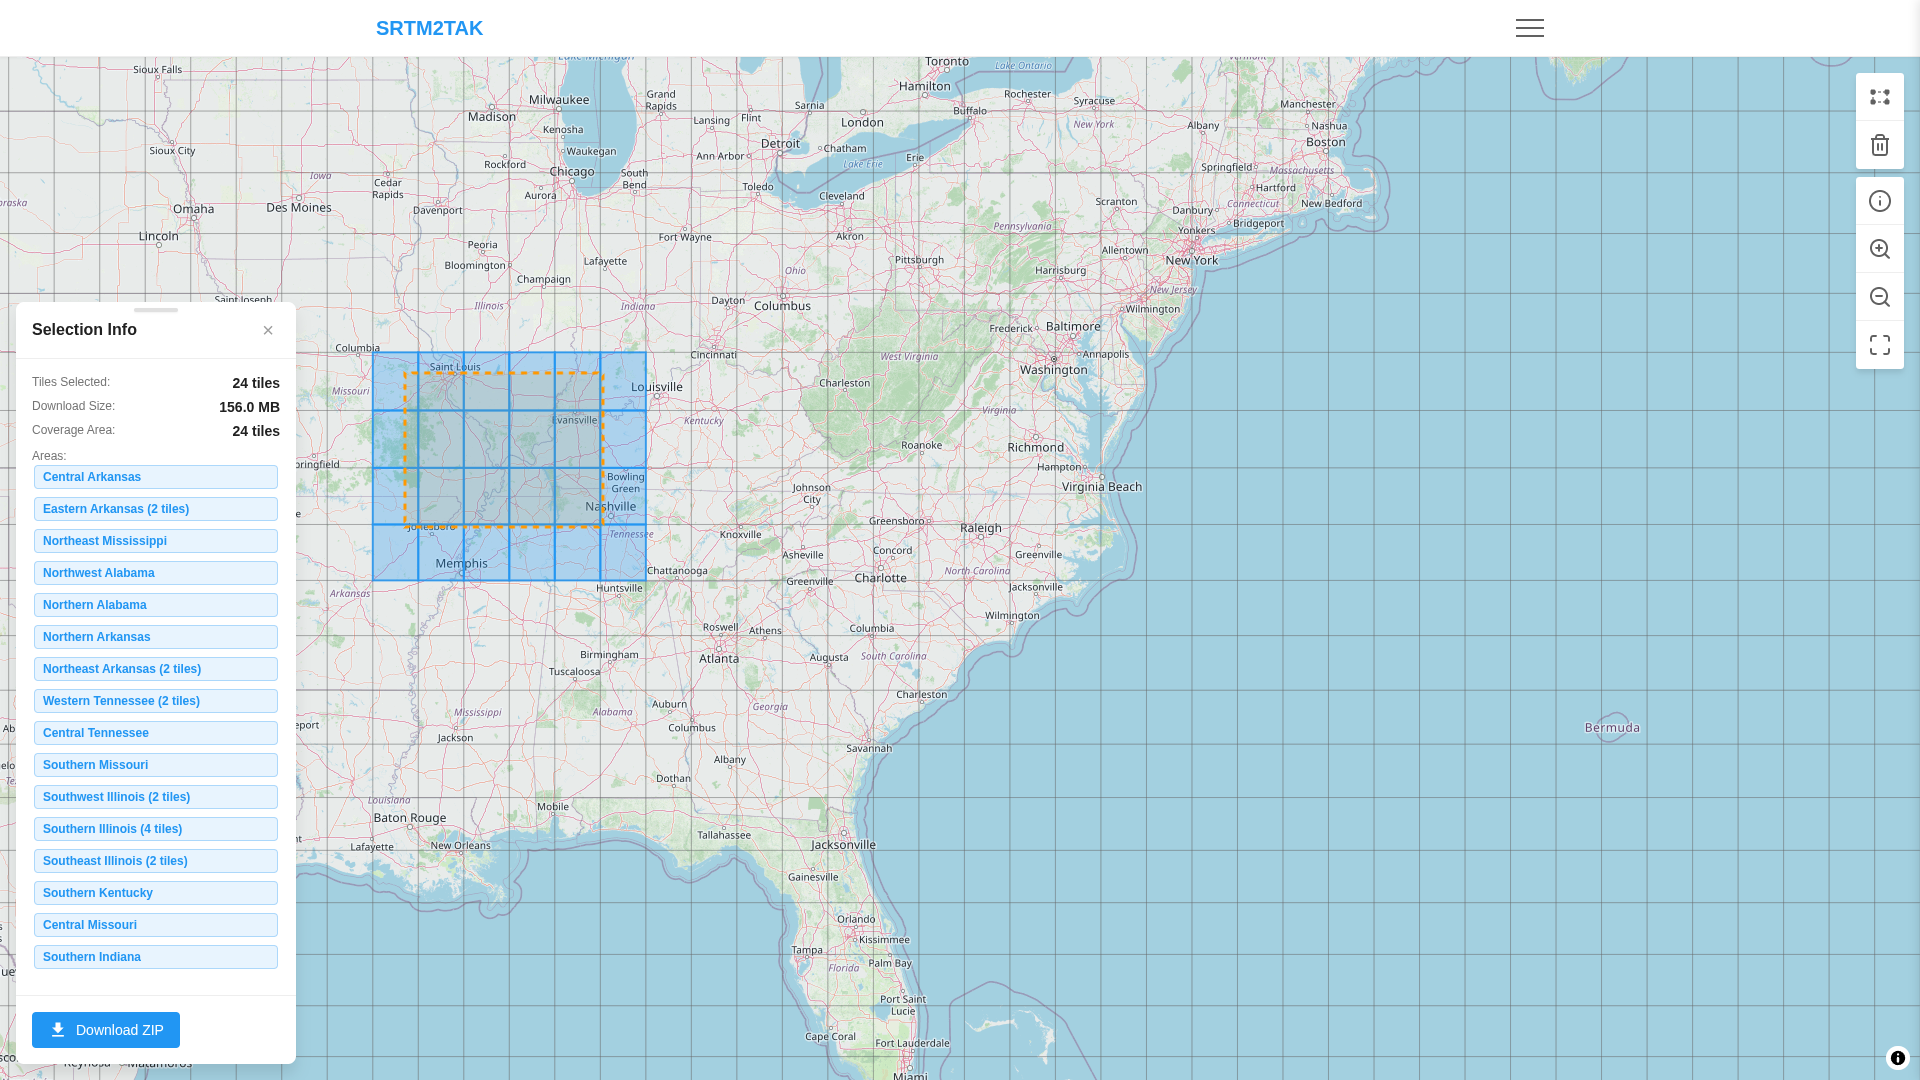 SRTM2TAK
Lake Michigan
Toronto
Lake Ontario
Vermont
Sioux Falls
Hamilton
Milwaukee
Grand
Rapids
Sarnia
Rochester
Syracuse
Manchester
Madison
Lansing
Flint
London
Buffalo
New York
Albany
Nashua
Kenosha
Detroit
Chatham
Boston
Sioux City
Waukegan
Ann Arbor
Lake Erie
Erie
Rockford
Chicago
South
Bend
Springfield
Massachusetts
Iowa
Cedar
Rapids
Aurora
Toledo
Cleveland
Hartford
Omaha
Des Moines
Davenport
Scranton
Danbury
Connecticut
New Bedford
Lincoln
Peoria
Fort Wayne
Akron
Pennsylvania
Yonkers
Bridgeport
Bloomington
Lafayette
Pittsburgh
Allentown
New York
Champaign
Ohio
Harrisburg
Saint Joseph
Illinois
Indiana
Dayton
Columbus
New Jersey
Wilmington
Frederick
Baltimore
Columbia
Cincinnati
West Virginia
Annapolis
Washington
Saint Louis
Missouri
Louisville
Charleston
Evansville
Kentucky
Virginia
Roanoke
Richmond
Hampton
Bowling
Green
Johnson
City
Virginia Beach
Nashville
Jonesboro
Tennessee
Knoxville
Greensboro
Raleigh
Memphis
Asheville
Concord
Greenville
Chattanooga
Greenville
Charlotte
North Carolina
Arkansas
Huntsville
Jacksonville
Wilmington
Roswell
Athens
Columbia
Birmingham
Atlanta
Augusta
South Carolina
Tuscaloosa
Charleston
Mississippi
Alabama
Auburn
Georgia
Columbus
Jackson
Savannah
Bermuda
Albany
Dothan
Louisiana
Mobile
Baton Rouge
Tallahassee
Lafayette
New Orleans
Jacksonville
Gainesville
Orlando
Kissimmee
Tampa
Palm Bay
Florida
Port Saint
Lucie
Cape Coral
Fort Lauderdale
Miami
Selection Info
×
Tiles Selected: 24 tiles
Download Size: 156.0 MB
Coverage Area: 24 tiles
Areas:
Central Arkansas
Eastern Arkansas (2 tiles)
Northeast Mississippi
Northwest Alabama
Northern Alabama
Northern Arkansas
Northeast Arkansas (2 tiles)
Western Tennessee (2 tiles)
Central Tennessee
Southern Missouri
Southwest Illinois (2 tiles)
Southern Illinois (4 tiles)
Southeast Illinois (2 tiles)
Southern Kentucky
Central Missouri
Southern Indiana
Download ZIP